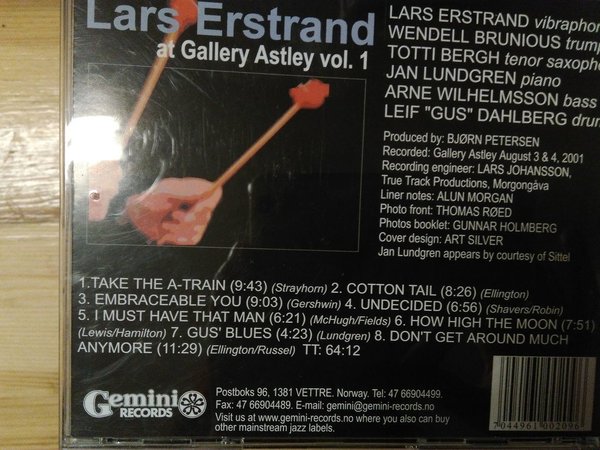 Lars Erstrand
at Gallery Astley vol. 1
LARS ERSTRAND vibraphon
WENDELL BRUNIOUS trump
TOTTI BERGH tenor saxopho
JAN LUNDGREN piano
ARNE WILHELMSSON bass
LEIF "GUS" DAHLBERG drun
Produced by: BJØRN PETERSEN
Recorded: Gallery Astley August 3 & 4, 2001
Recording engineer: LARS JOHANSSON,
True Track Productions, Morgongåva
Liner notes: ALUN MORGAN
Photo front: THOMAS RØED
Photos booklet: GUNNAR HOLMBERG
Cover design: ART SILVER
Jan Lundgren appears by courtesy of Sittel
1.TAKE THE A-TRAIN (9:43) (Strayhorn) 2. COTTON TAIL (8:26) (Ellington)
3. EMBRACEABLE YOU (9:03) (Gershwin) 4. UNDECIDED (6:56) (Shavers/Robin)
5. I MUST HAVE THAT MAN (6:21) (McHugh/Fields) 6. HOW HIGH THE MOON (7:51)
(Lewis/Hamilton) 7. GUS' BLUES (4:23) (Lundgren) 8. DON'T GET AROUND MUCH
ANYMORE (11:29) (Ellington/Russel) TT: 64:12
Gemini
RECORDS
Postboks 96, 1381 VETTRE. Norway. Tel: 47 66904499.
Fax: 47 66904489. E-mail: gemini@gemini-records.no
Visit us at www.gemini-records.no where you also can buy
other mainstream jazz labels.
7 044961 002096